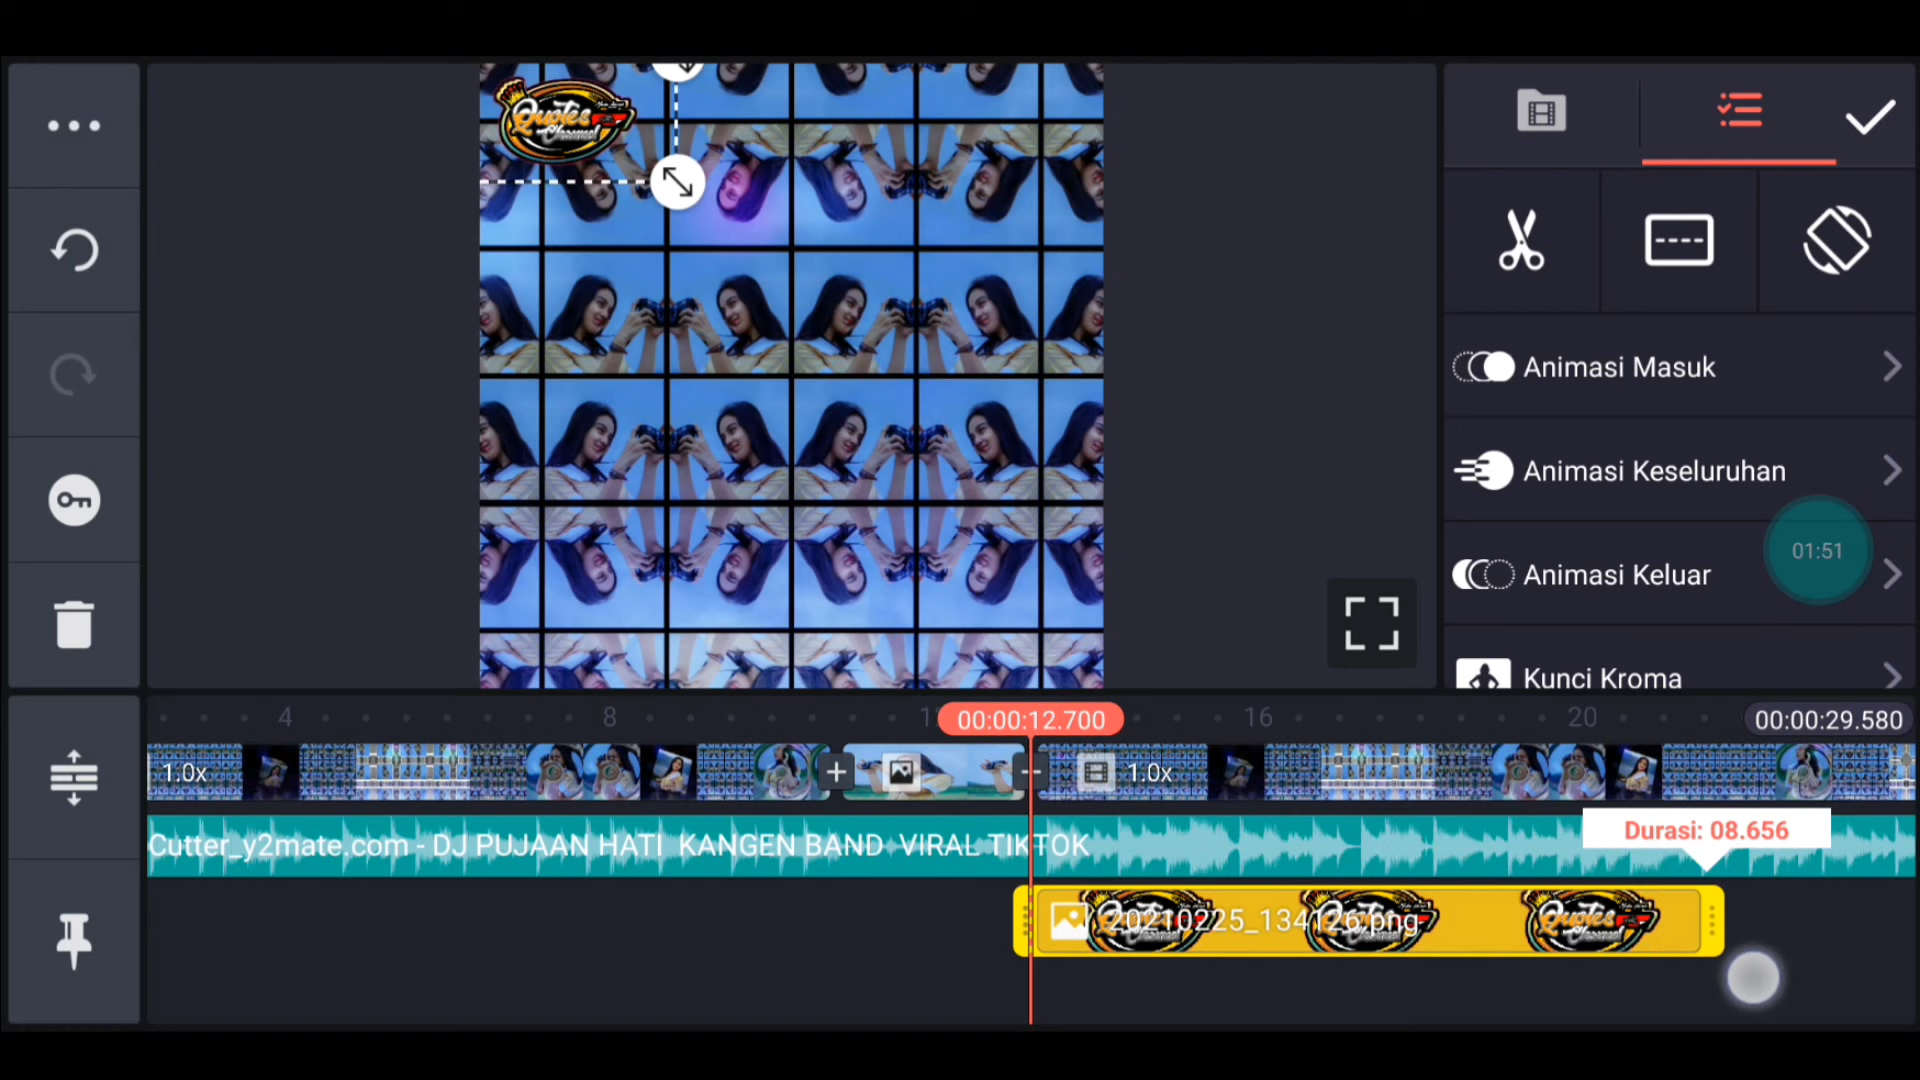 Quotes
Channel
Animasi Masuk
Animasi Keseluruhan
01:51
Animasi Keluar
Kunci Kroma
4
8
00:00:12.700
16
20
00:00:29.580
1.0x
1.0x
Durasi: 08.656
Cutter_y2mate.com - DJ PUJAAN HATI KANGEN BAND VIRAL TIKTOK
20210225_134126.png